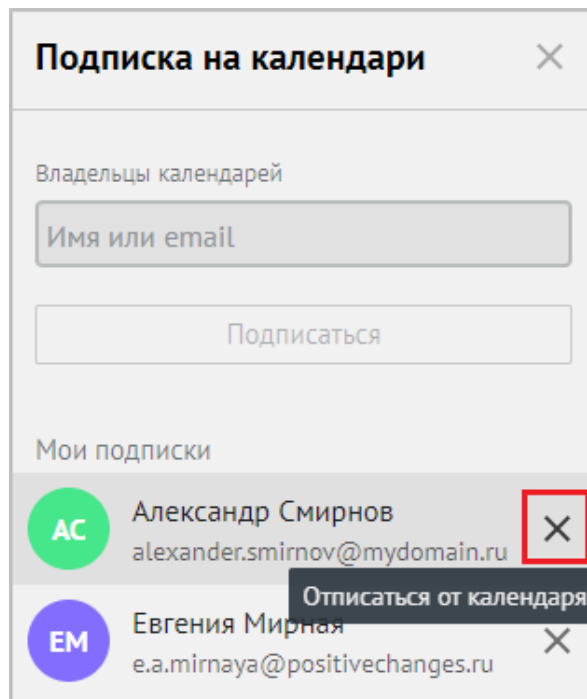 Подписка на календари
Владельцы календарей
Имя или email
Подписаться
Мои подписки
АС
Александр Смирнов
alexander.smirnov@mydomain.ru
Отписаться от календаря
ЕМ
Евгения Мирная
e.a.mirnaya@positivechanges.ru